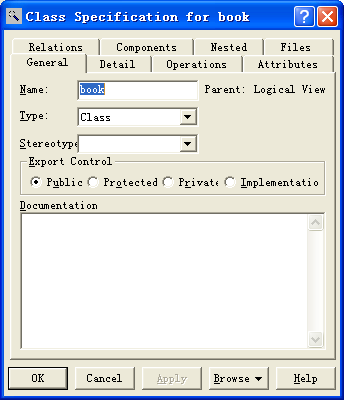 Class Specification for book
Relations Components Nested Files
General Detail Operations Attributes
Name: book Parent: Logical View
Type: Class
Stereotype
Export Control
Public Protected Private Implementatio
Documentation
OK Cancel Apply Browse Help